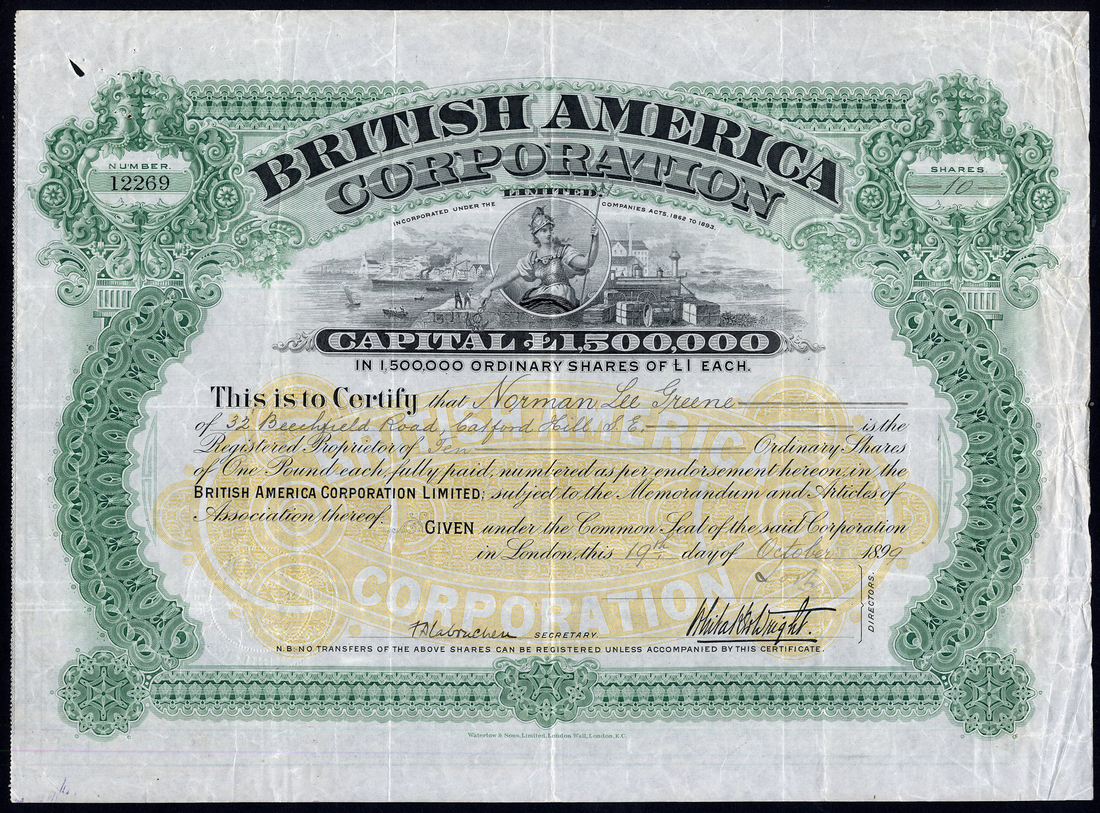 BRITISH AMERICA
CORPORATION
LIMITED
INCORPORATED UNDER THE COMPANIES ACTS, 1862 TO 1893.
NUMBER.
12269
SHARES
10
CAPITAL £1,500,000
IN 1,500,000 ORDINARY SHARES OF £1 EACH.
This is to Certify that Norman Lee Greene
of 32 Beechfield Road, Catford Hill S.E. is the
Registered Proprietor of Ten Ordinary Shares
of One Pound each, fully paid, numbered as per endorsement hereon, in the
BRITISH AMERICA CORPORATION LIMITED; subject to the Memorandum and Articles of
Association thereof.
GIVEN under the Common Seal of the said Corporation
in London, this 19th day of October 1899
BRITISH AMERICA
CORPORATION
DIRECTORS.
SECRETARY
N.B: NO TRANSFERS OF THE ABOVE SHARES CAN BE REGISTERED UNLESS ACCOMPANIED BY THIS CERTIFICATE.
Waterlow & Sons, Limited, London Wall, London, E.C.